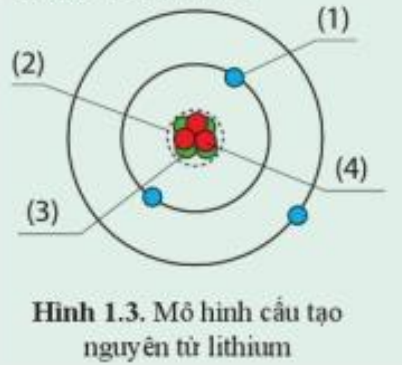 (1)
(2)
(4)
(3)
Hình 1.3. Mô hình cấu tạo
nguyên tử lithium